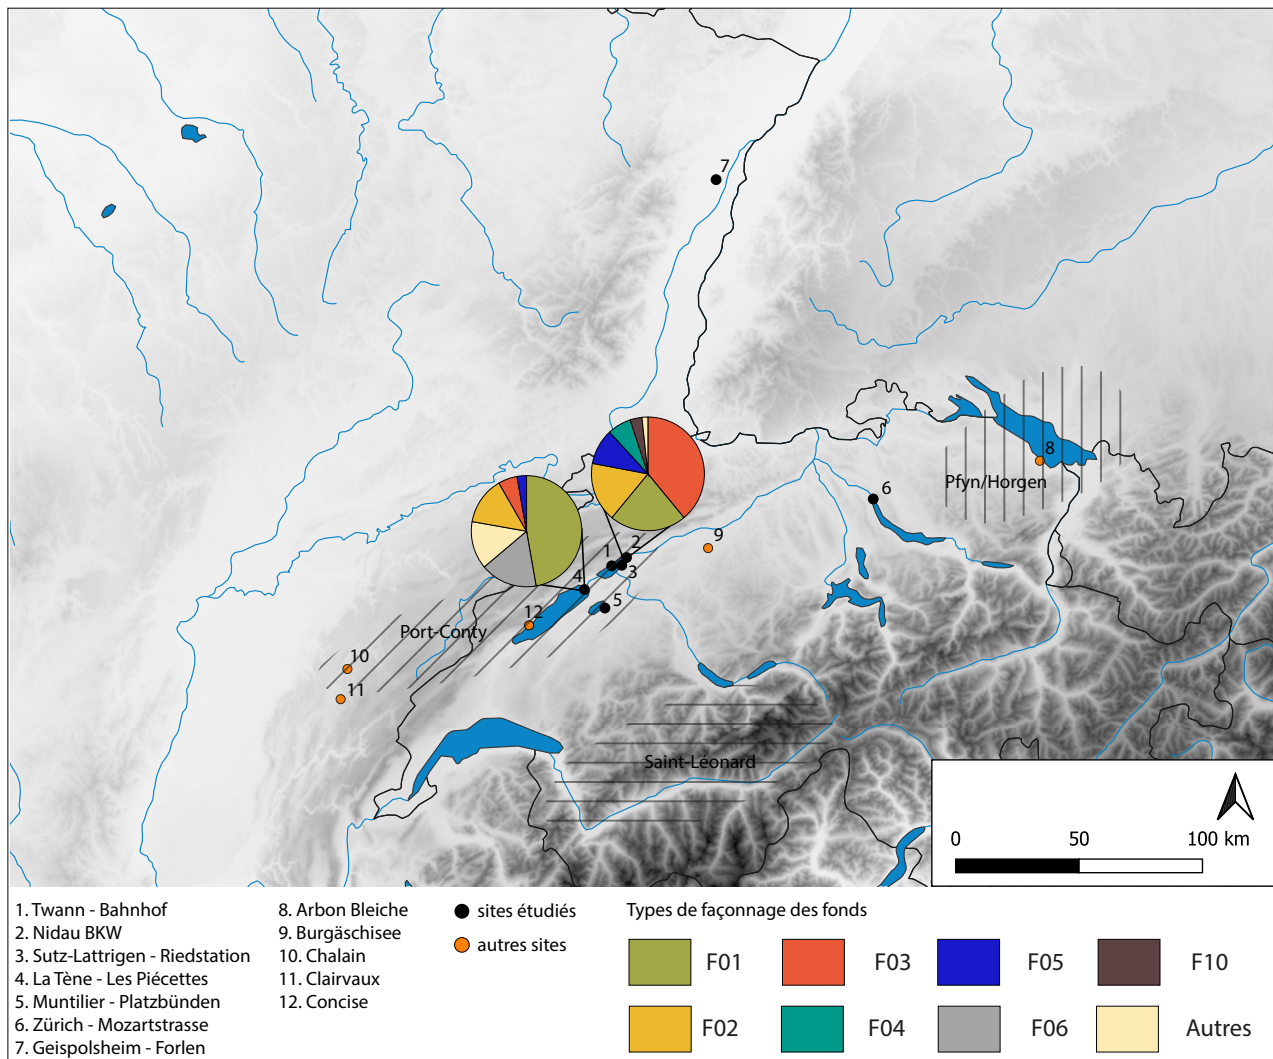 7
8
Pfyn/Horgen
6
9
2
1
3
4
5
12
Port-Conty
10
11
Saint-Léonard
0 50 100 km
1. Twann - Bahnhof
2. Nidau BKW
3. Sutz-Lattrigen - Riedstation
4. La Tène - Les Piécettes
5. Muntilier - Platzbünden
6. Zürich - Mozartstrasse
7. Geispolsheim - Forlen
8. Arbon Bleiche
9. Burgäschisee
10. Chalain
11. Clairvaux
12. Concise
sites étudiés
autres sites
Types de façonnage des fonds
F01 F03 F05 F10
F02 F04 F06 Autres